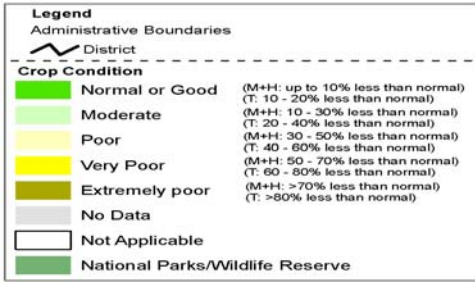 Legend
Administrative Boundaries
District
Crop Condition
Normal or Good (M+H: up to 10% less than normal)
(T: 10 - 20% less than normal)
Moderate (M+H: 10 - 30% less than normal)
(T: 20 - 40% less than normal)
Poor (M+H: 30 - 50% less than normal)
(T: 40 - 60% less than normal)
Very Poor (M+H: 50 - 70% less than normal)
(T: 60 - 80% less than normal)
Extremely poor (M+H: >70% less than normal)
(T: >80% less than normal)
No Data
Not Applicable
National Parks/Wildlife Reserve